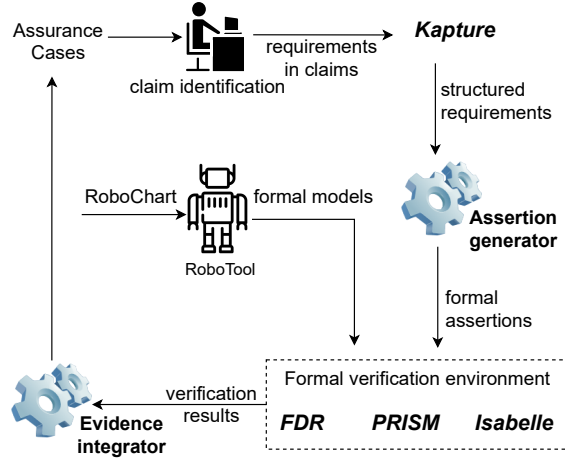 Assurance
Cases
claim identification
requirements
in claims
Kapture
structured
requirements
RoboChart
RoboTool
formal models
Assertion
generator
formal
assertions
Formal verification environment
FDR PRISM Isabelle
verification
results
Evidence
integrator